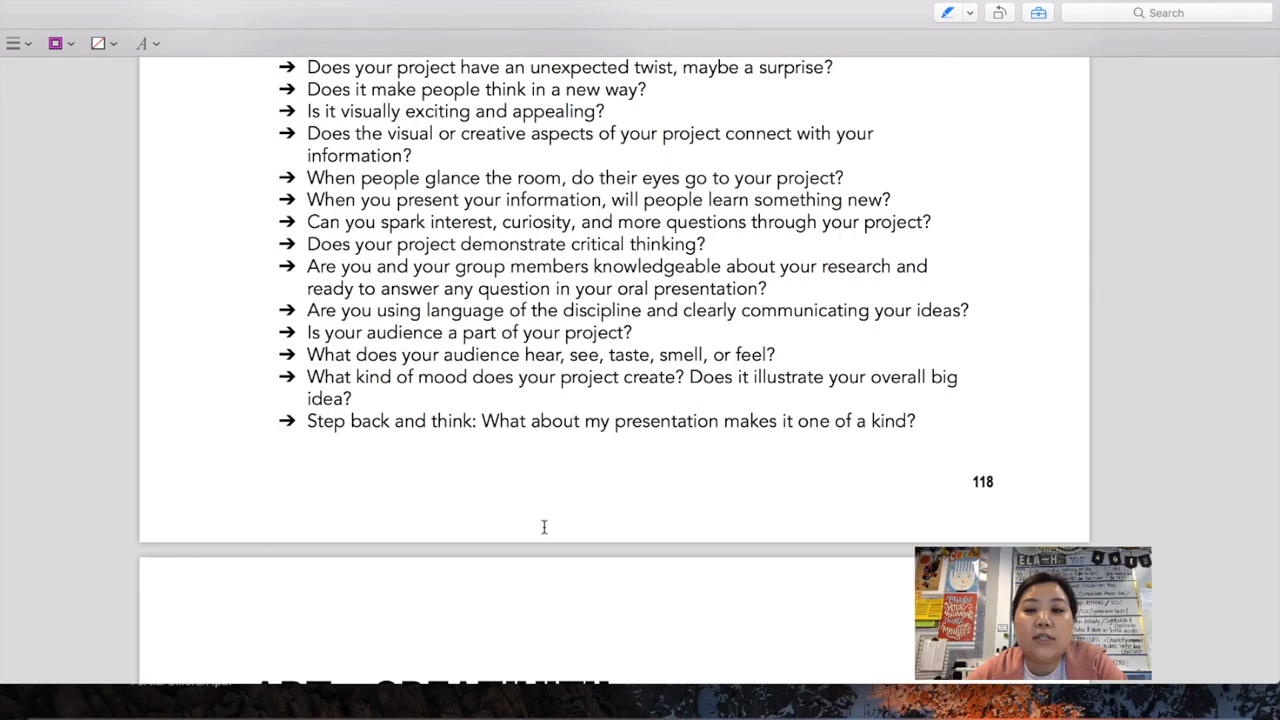 Search
A
➔ Does your project have an unexpected twist, maybe a surprise?
➔ Does it make people think in a new way?
➔ Is it visually exciting and appealing?
➔ Does the visual or creative aspects of your project connect with your
information?
➔ When people glance the room, do their eyes go to your project?
➔ When you present your information, will people learn something new?
➔ Can you spark interest, curiosity, and more questions through your project?
➔ Does your project demonstrate critical thinking?
➔ Are you and your group members knowledgeable about your research and
ready to answer any question in your oral presentation?
➔ Are you using language of the discipline and clearly communicating your ideas?
➔ Is your audience a part of your project?
➔ What does your audience hear, see, taste, smell, or feel?
➔ What kind of mood does your project create? Does it illustrate your overall big
idea?
➔ Step back and think: What about my presentation makes it one of a kind?
118
ELA-H
MINDSET